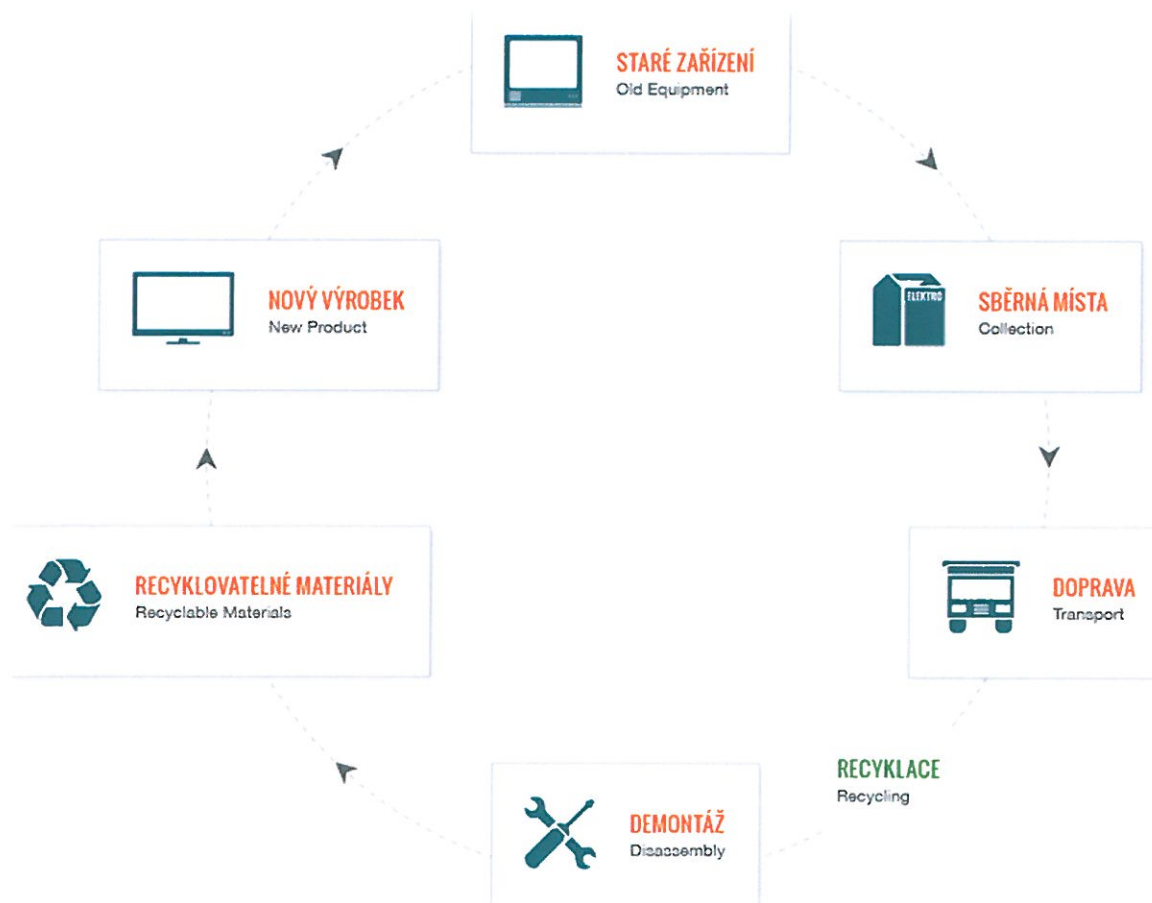 STARÉ ZAŘÍZENÍ
Old Equipment
ELEKTRO
SBĚRNÁ MÍSTA
Collection
DOPRAVA
Transport
RECYKLACE
Recycling
DEMONTÁŽ
Disassembly
RECYKLOVATELNÉ MATERIÁLY
Recyclable Materials
NOVÝ VÝROBEK
New Product